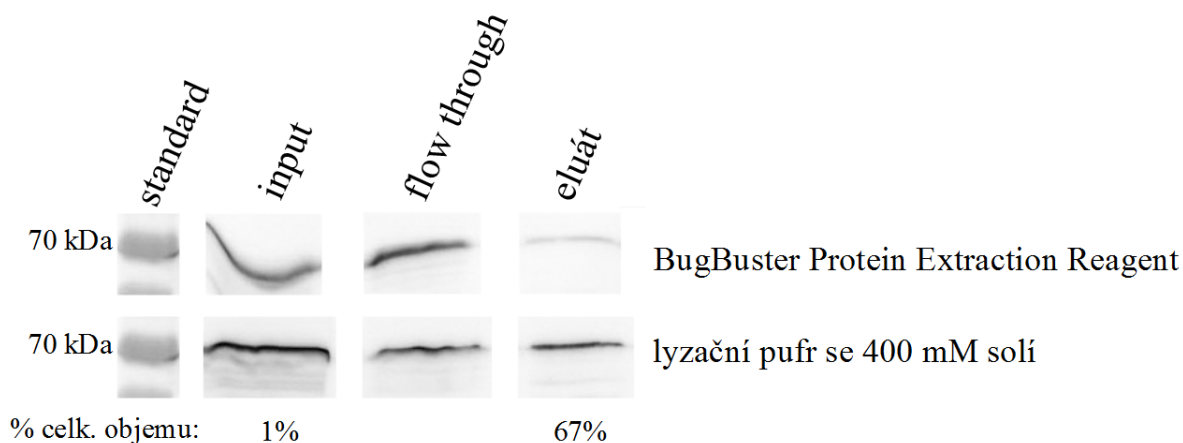 standard
input
flow through
eluát
70 kDa
BugBuster Protein Extraction Reagent
70 kDa
lyzační pufr se 400 mM solí
% celk. objemu: 1% 67%